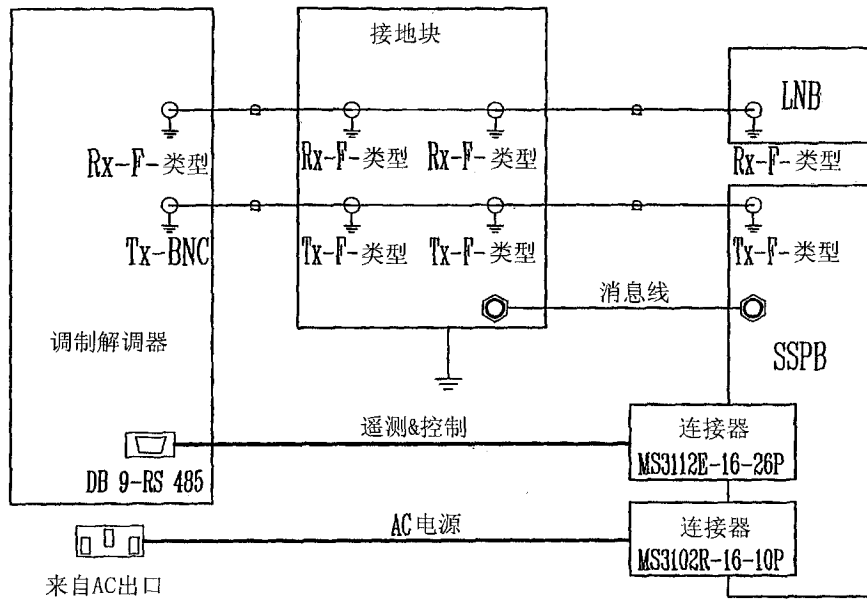 接地块
LNB
Rx-F-类型
Rx-F-类型
Rx-F-类型
Rx-F-类型
Tx-BNC
Tx-F-类型
Tx-F-类型
Tx-F-类型
消息线
调制解调器
SSPB
遥测&控制
连接器
MS3112E-16-26P
DB 9-RS 485
AC电源
连接器
MS3102R-16-10P
来自AC出口